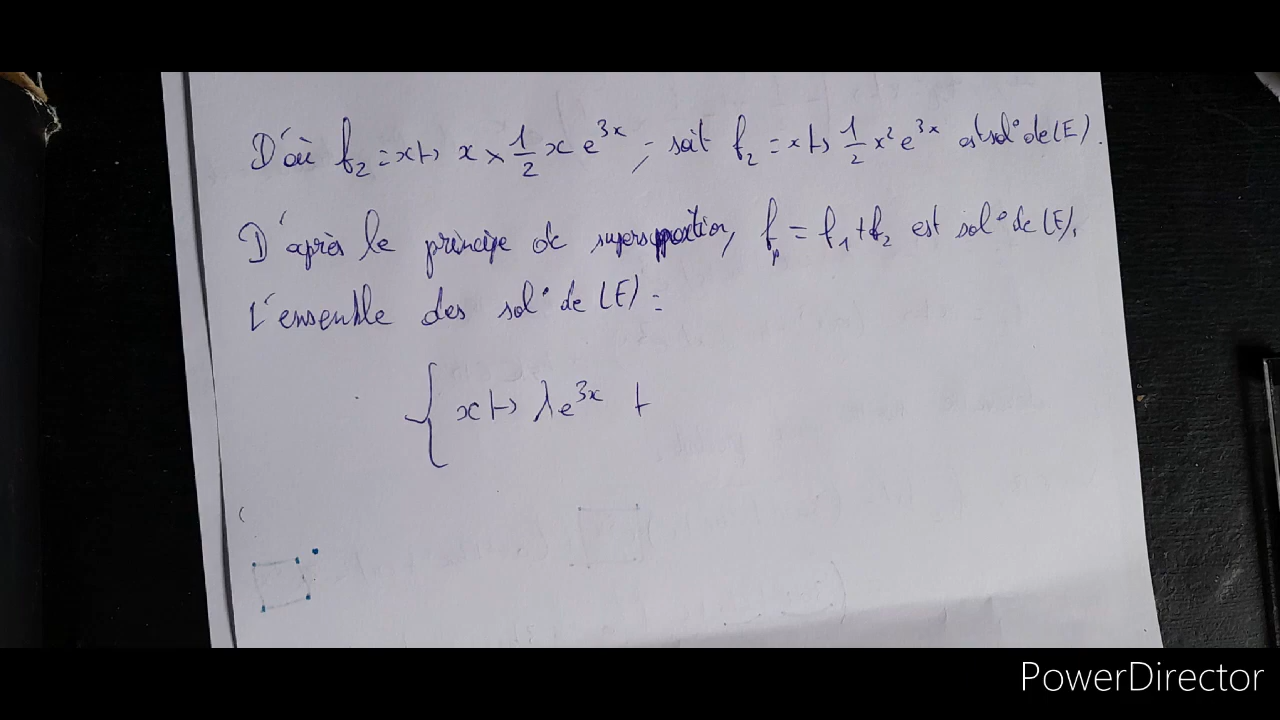 D'où f₂ = x ↦ x × 1/2 x e^{3x}, soit f₂ = x ↦ 1/2 x² e^{3x} est sol° de (E).
D'après le principe de superposition, fₚ = f₁ + f₂ est sol° de (E).
L'ensemble des sol° de (E) =
{ x ↦ λe^{3x} +
PowerDirector